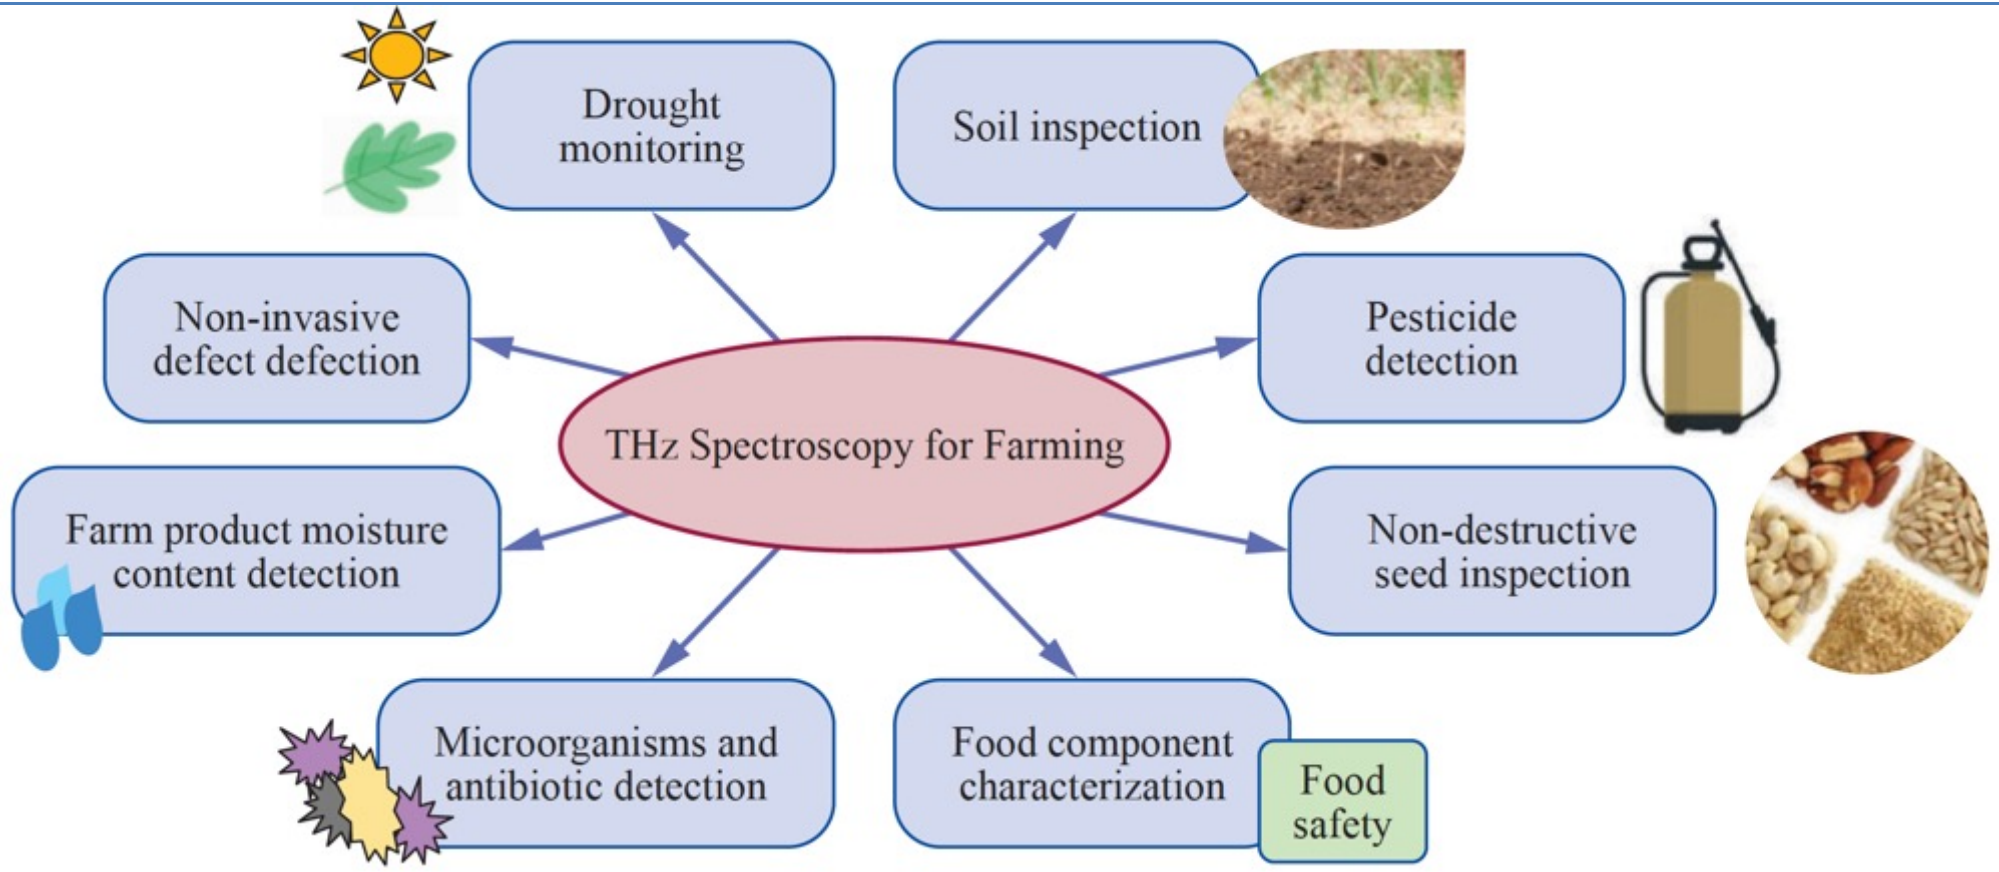 Drought
monitoring
Soil inspection
Non-invasive
defect defection
Pesticide
detection
THz Spectroscopy for Farming
Farm product moisture
content detection
Non-destructive
seed inspection
Microorganisms and
antibiotic detection
Food component
characterization
Food
safety